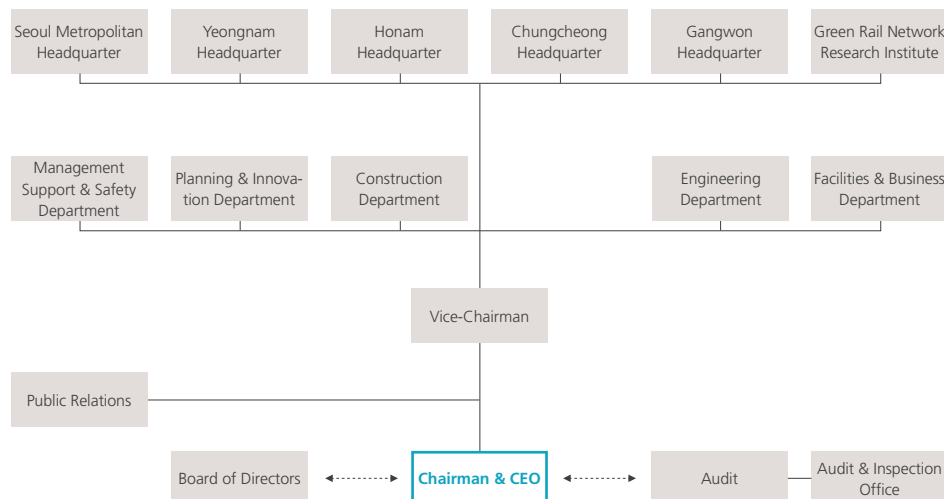 Seoul Metropolitan
Headquarter
Yeongnam
Headquarter
Honam
Headquarter
Chungcheong
Headquarter
Gangwon
Headquarter
Green Rail Network
Research Institute
Management
Support & Safety
Department
Planning & Innova-
tion Department
Construction
Department
Engineering
Department
Facilities & Business
Department
Vice-Chairman
Public Relations
Board of Directors
Chairman & CEO
Audit
Audit & Inspection
Office